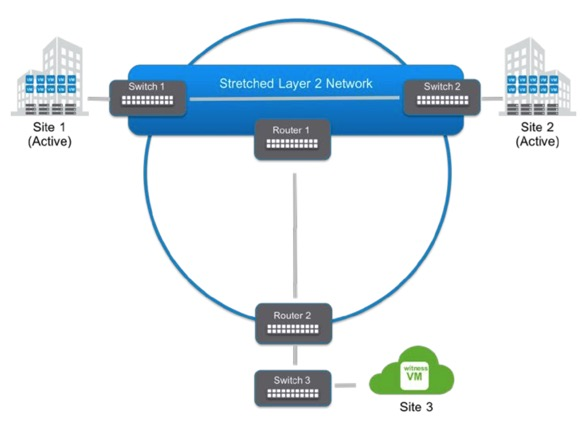 Stretched Layer 2 Network
Switch 1
Switch 2
Site 1
(Active)
Router 1
Site 2
(Active)
Router 2
Switch 3
witness
VM
Site 3